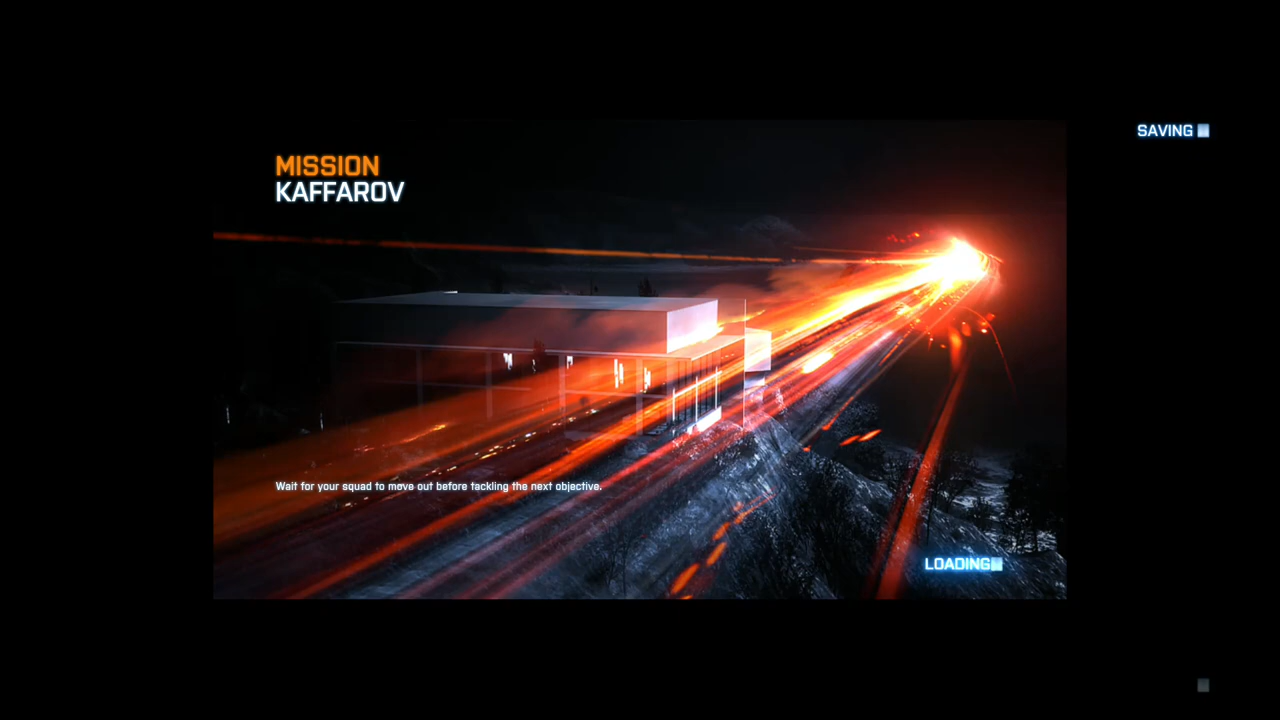 SAVING
MISSION
KAFFAROV
Wait for your squad to move out before tackling the next objective.
LOADING